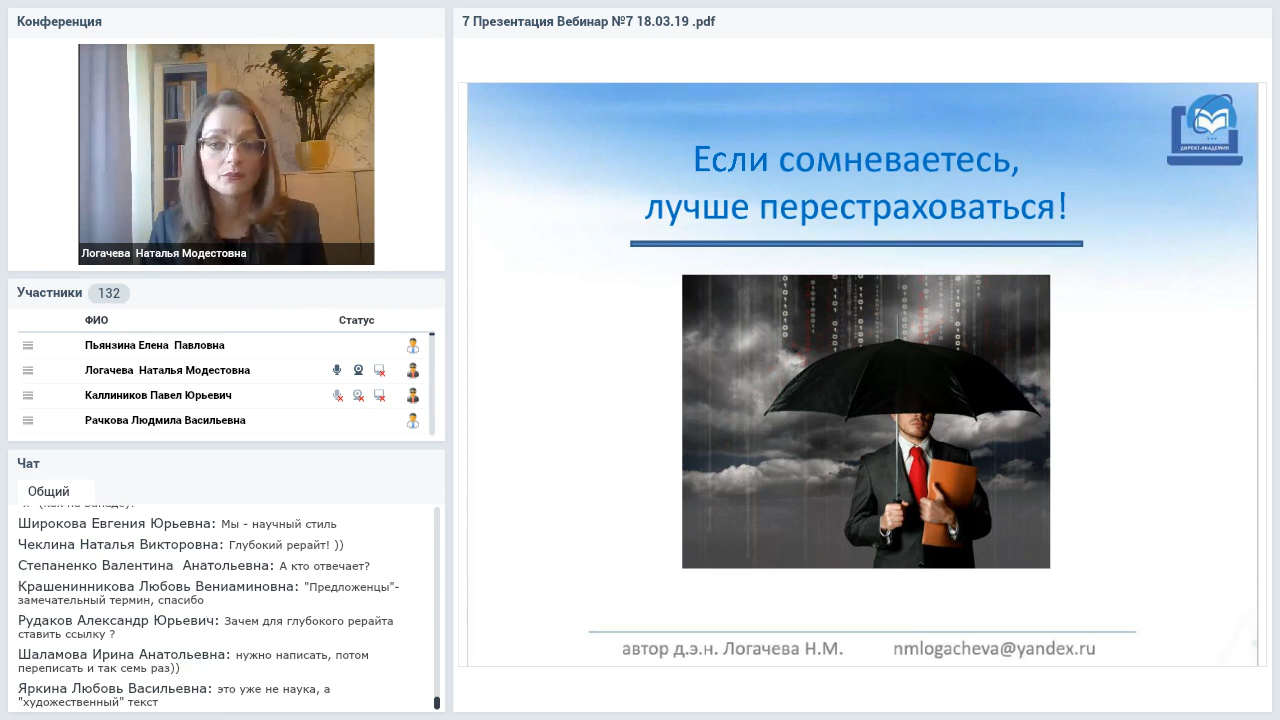 Конференция
Логачева  Наталья Модестовна
Участники 132
ФИО Статус
Пьянзина Елена  Павловна
Логачева  Наталья Модестовна
Каллиников Павел Юрьевич
Рачкова Людмила Васильевна
Чат
Общий
Широкова Евгения Юрьевна: Мы - научный стиль
Чеклина Наталья Викторовна: Глубокий рерайт! ))
Степаненко Валентина  Анатольевна: А кто отвечает?
Крашенинникова Любовь Вениаминовна: "Предложенцы"-
замечательный термин, спасибо
Рудаков Александр Юрьевич: Зачем для глубокого рерайта
ставить ссылку ?
Шаламова Ирина Анатольевна: нужно написать, потом
переписать и так семь раз))
Яркина Любовь Васильевна: это уже не наука, а
"художественный" текст
7 Презентация Вебинар №7 18.03.19 .pdf
ДИРЕКТ-АКАДЕМИЯ
Если сомневаетесь,
лучше перестраховаться!
автор д.э.н. Логачева Н.М. nmlogacheva@yandex.ru